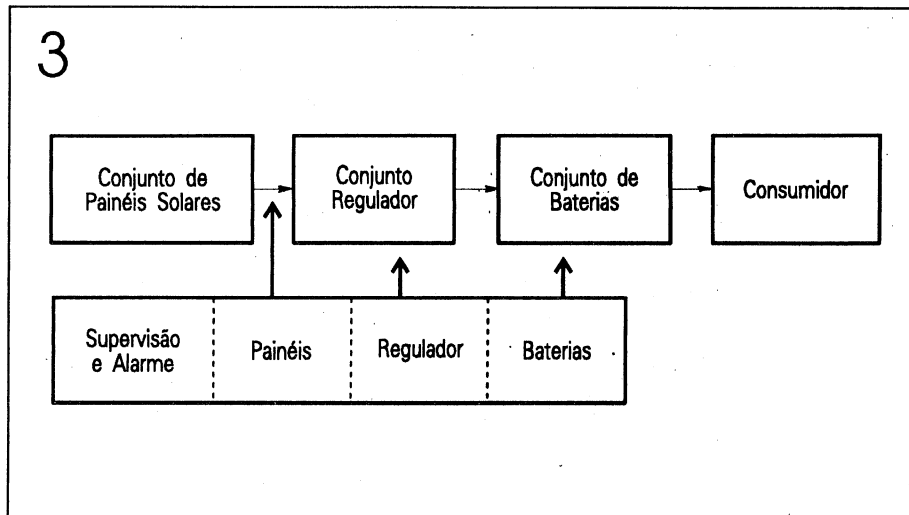 3
Conjunto de
Painéis Solares
Conjunto
Regulador
Conjunto de
Baterias
Consumidor
Supervisão
e Alarme
Painéis
Regulador
Baterias